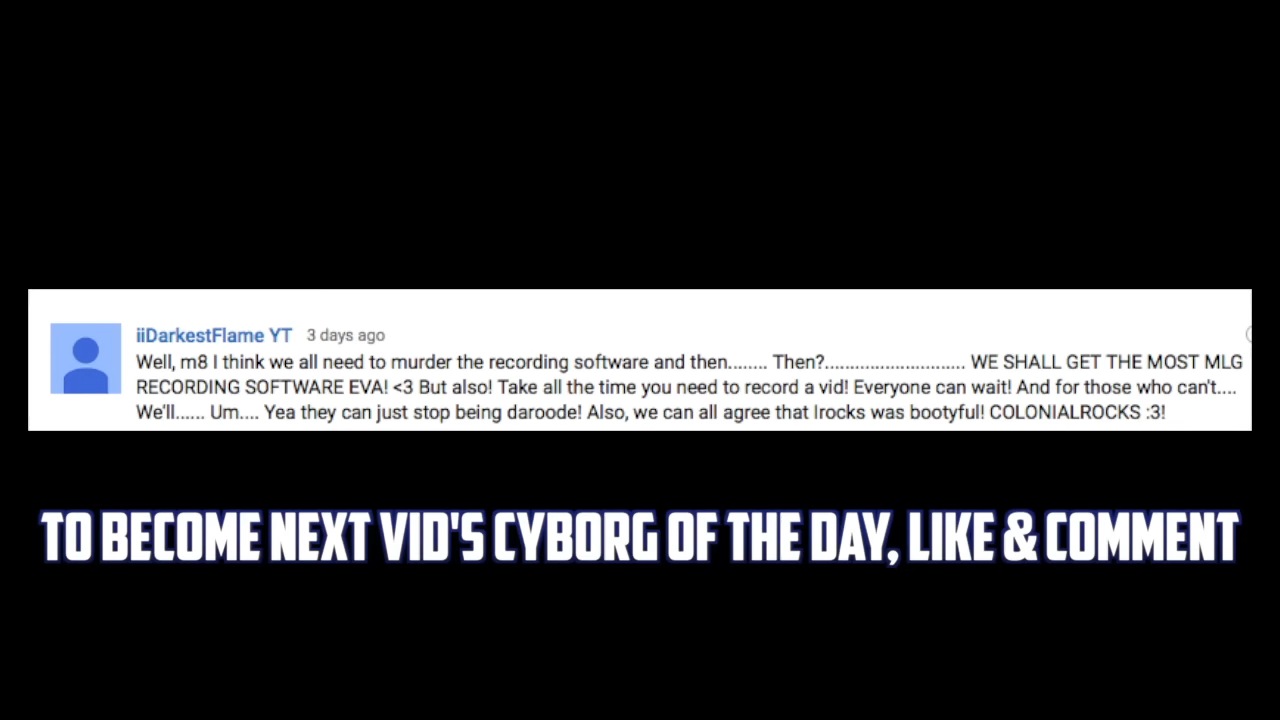 iiDarkestFlame YT 3 days ago
Well, m8 I think we all need to murder the recording software and then........ Then?........................... WE SHALL GET THE MOST MLG
RECORDING SOFTWARE EVA! <3 But also! Take all the time you need to record a vid! Everyone can wait! And for those who can't....
We'll...... Um.... Yea they can just stop being daroode! Also, we can all agree that Irocks was bootyful! COLONIALROCKS :3!
TO BECOME NEXT VID'S CYBORG OF THE DAY, LIKE & COMMENT